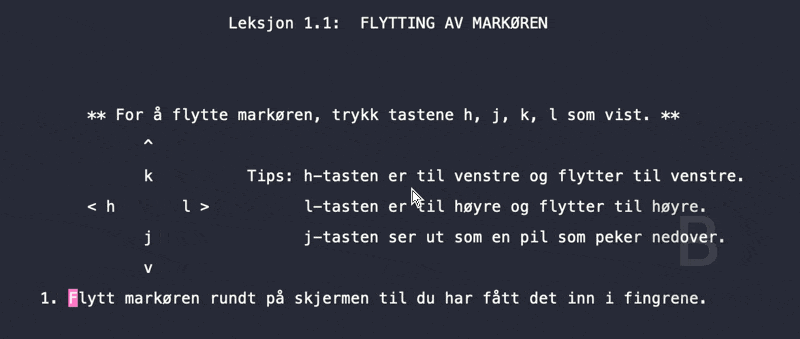 Leksjon 1.1:  FLYTTING AV MARKØREN
** For å flytte markøren, trykk tastene h, j, k, l som vist. **
^
k          Tips: h-tasten er til venstre og flytter til venstre.
< h       l >          l-tasten er til høyre og flytter til høyre.
j                j-tasten ser ut som en pil som peker nedover.
v
1. Flytt markøren rundt på skjermen til du har fått det inn i fingrene.
B